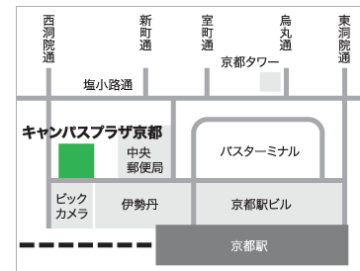 西洞院通
新町通
室町通
烏丸通
東洞院通
京都タワー
塩小路通
キャンパスプラザ京都
中央
郵便局
バスターミナル
ビック
カメラ
伊勢丹
京都駅ビル
京都駅